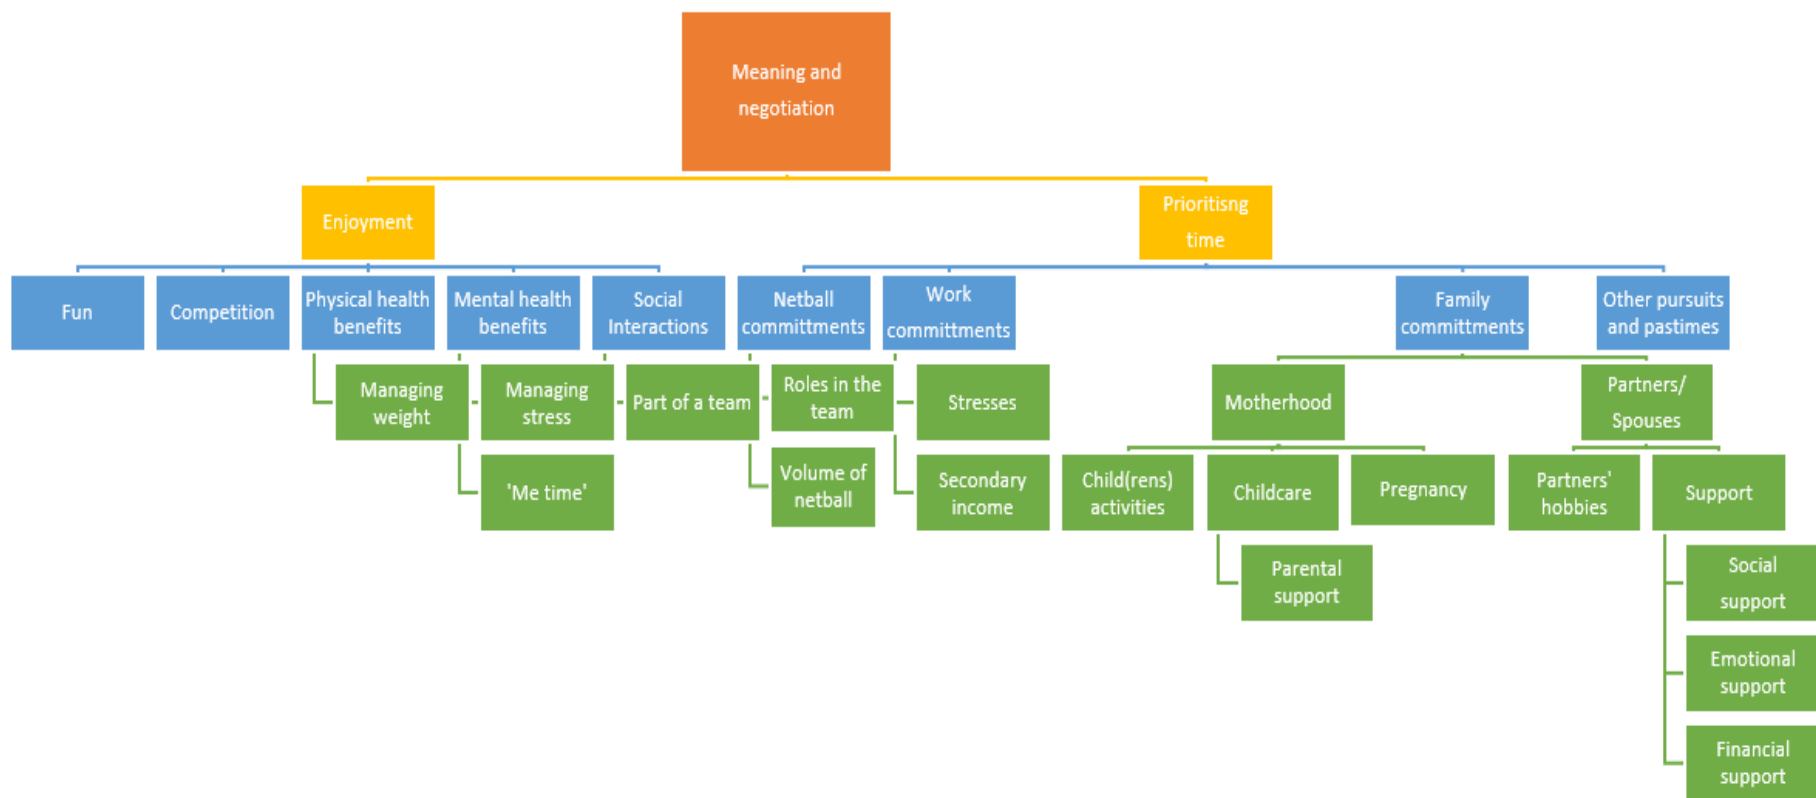 Meaning and
negotiation
Enjoyment
Prioritisng
time
Fun
Competition
Physical health
benefits
Mental health
benefits
Social
Interactions
Netball
committments
Work
committments
Family
committments
Other pursuits
and pastimes
Managing
weight
Managing
stress
Part of a team
Roles in the
team
Stresses
Motherhood
Partners/
Spouses
'Me time'
Volume of
netball
Secondary
income
Child(rens)
activities
Childcare
Pregnancy
Partners'
hobbies
Support
Parental
support
Social
support
Emotional
support
Financial
support